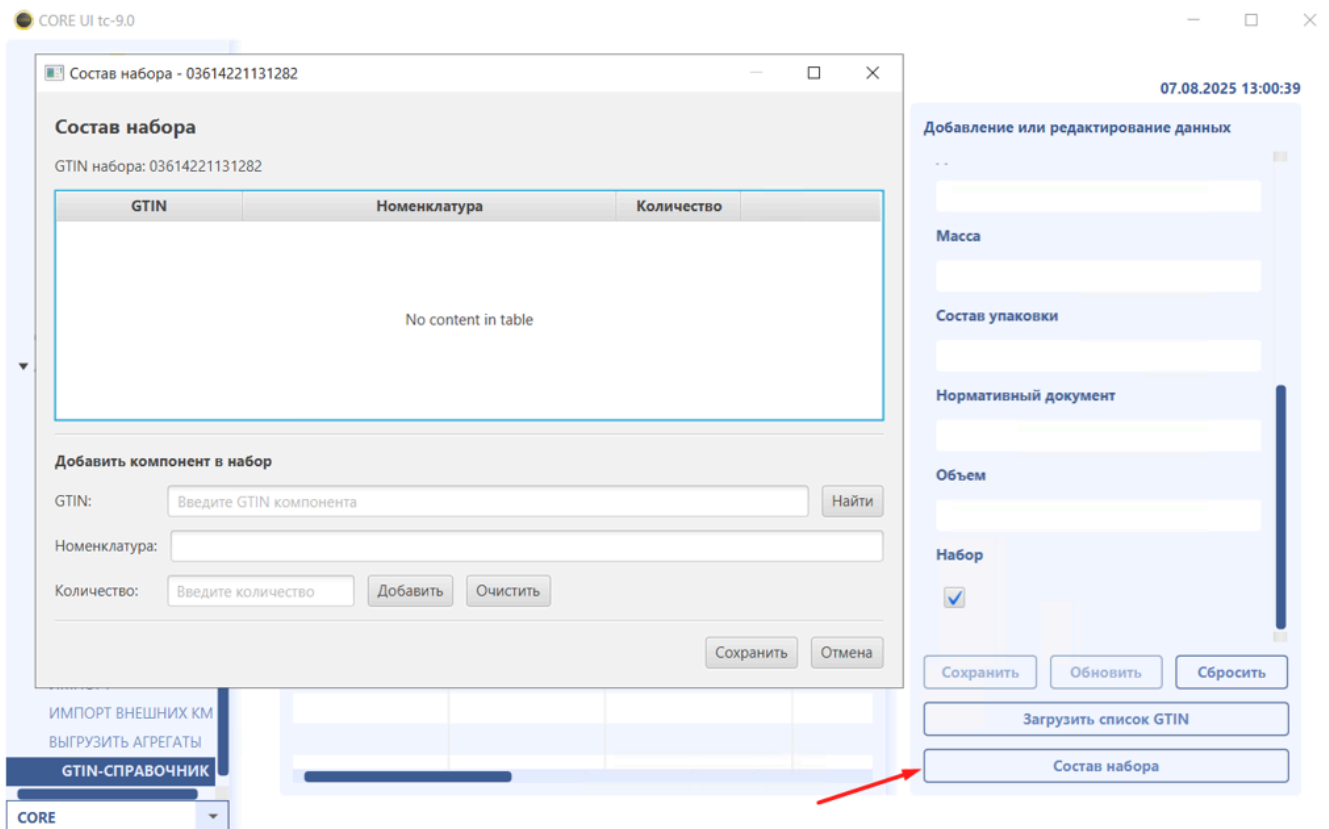 CORE UI tc-9.0
Состав набора - 03614221131282
07.08.2025 13:00:39
Состав набора
GTIN набора: 03614221131282
GTIN Номенклатура Количество
No content in table
Добавить компонент в набор
GTIN: Введите GTIN компонента Найти
Номенклатура:
Количество: Введите количество Добавить Очистить
Сохранить Отмена
ИМПОРТ ВНЕШНИХ КМ
ВЫГРУЗИТЬ АГРЕГАТЫ
GTIN-СПРАВОЧНИК
CORE
Добавление или редактирование данных
Масса
Состав упаковки
Нормативный документ
Объем
Набор
Сохранить Обновить Сбросить
Загрузить список GTIN
Состав набора